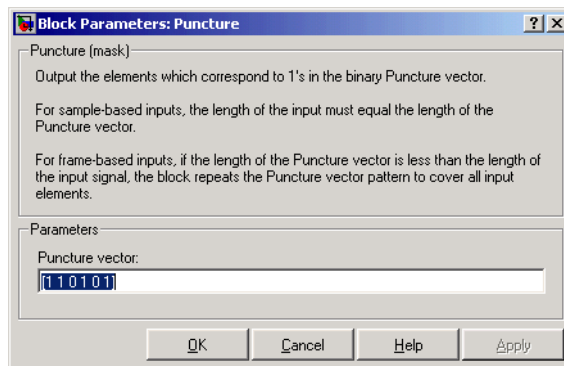 Block Parameters: Puncture
Puncture (mask)
Output the elements which correspond to 1's in the binary Puncture vector.
For sample-based inputs, the length of the input must equal the length of the
Puncture vector.
For frame-based inputs, if the length of the Puncture vector is less than the length of
the input signal, the block repeats the Puncture vector pattern to cover all input
elements.
Parameters
Puncture vector:
[1 1 0 1 0 1]
OK Cancel Help Apply